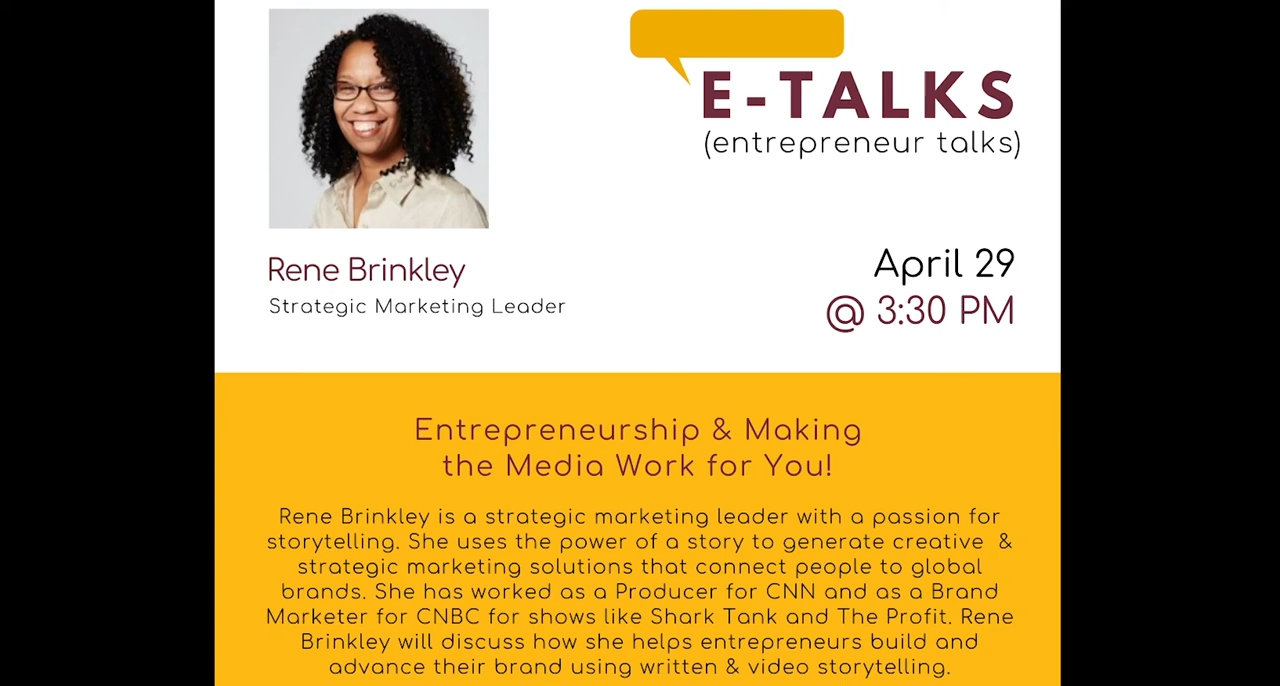 E-TALKS
(entrepreneur talks)
Rene Brinkley
Strategic Marketing Leader
April 29
@ 3:30 PM
Entrepreneurship & Making
the Media Work for You!
Rene Brinkley is a strategic marketing leader with a passion for
storytelling. She uses the power of a story to generate creative &
strategic marketing solutions that connect people to global
brands. She has worked as a Producer for CNN and as a Brand
Marketer for CNBC for shows like Shark Tank and The Profit. Rene
Brinkley will discuss how she helps entrepreneurs build and
advance their brand using written & video storytelling.